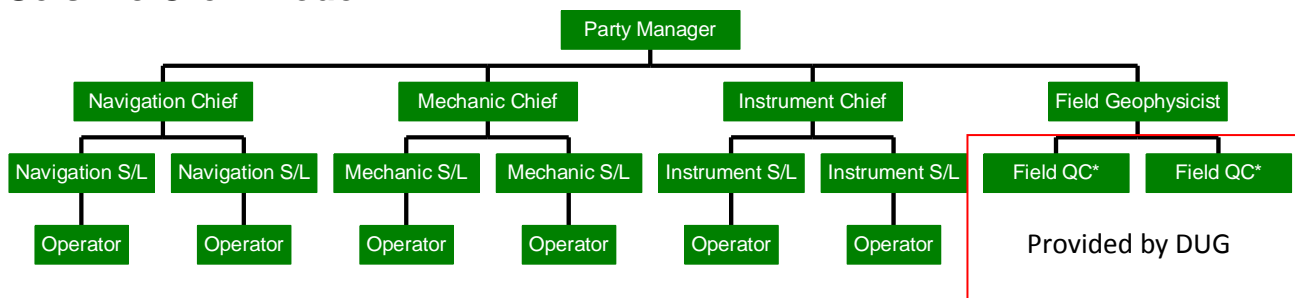 Party Manager
Navigation Chief
Mechanic Chief
Instrument Chief
Field Geophysicist
Navigation S/L
Navigation S/L
Mechanic S/L
Mechanic S/L
Instrument S/L
Instrument S/L
Field QC*
Field QC*
Operator
Operator
Operator
Operator
Operator
Operator
Provided by DUG